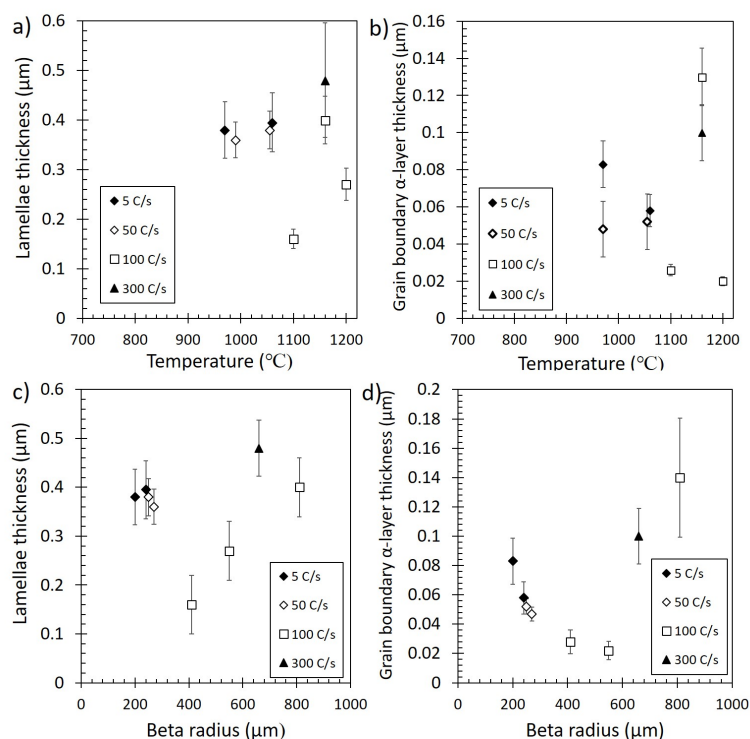 a)
Lamellae thickness (μm)
0.6
0.5
0.4
0.3
0.2
0.1
0
5 C/s
50 C/s
100 C/s
300 C/s
700 800 900 1000 1100 1200
Temperature (℃)
b)
Grain boundary α-layer thickness (μm)
0.16
0.14
0.12
0.1
0.08
0.06
0.04
0.02
0
5 C/s
50 C/s
100 C/s
300 C/s
700 800 900 1000 1100 1200
Temperature (℃)
c)
Lamellae thickness (μm)
0.6
0.5
0.4
0.3
0.2
0.1
0
5 C/s
50 C/s
100 C/s
300 C/s
0 200 400 600 800 1000
Beta radius (μm)
d)
Grain boundary α-layer thickness (μm)
0.2
0.18
0.16
0.14
0.12
0.1
0.08
0.06
0.04
0.02
0
5 C/s
50 C/s
100 C/s
300 C/s
0 200 400 600 800 1000
Beta radius (μm)